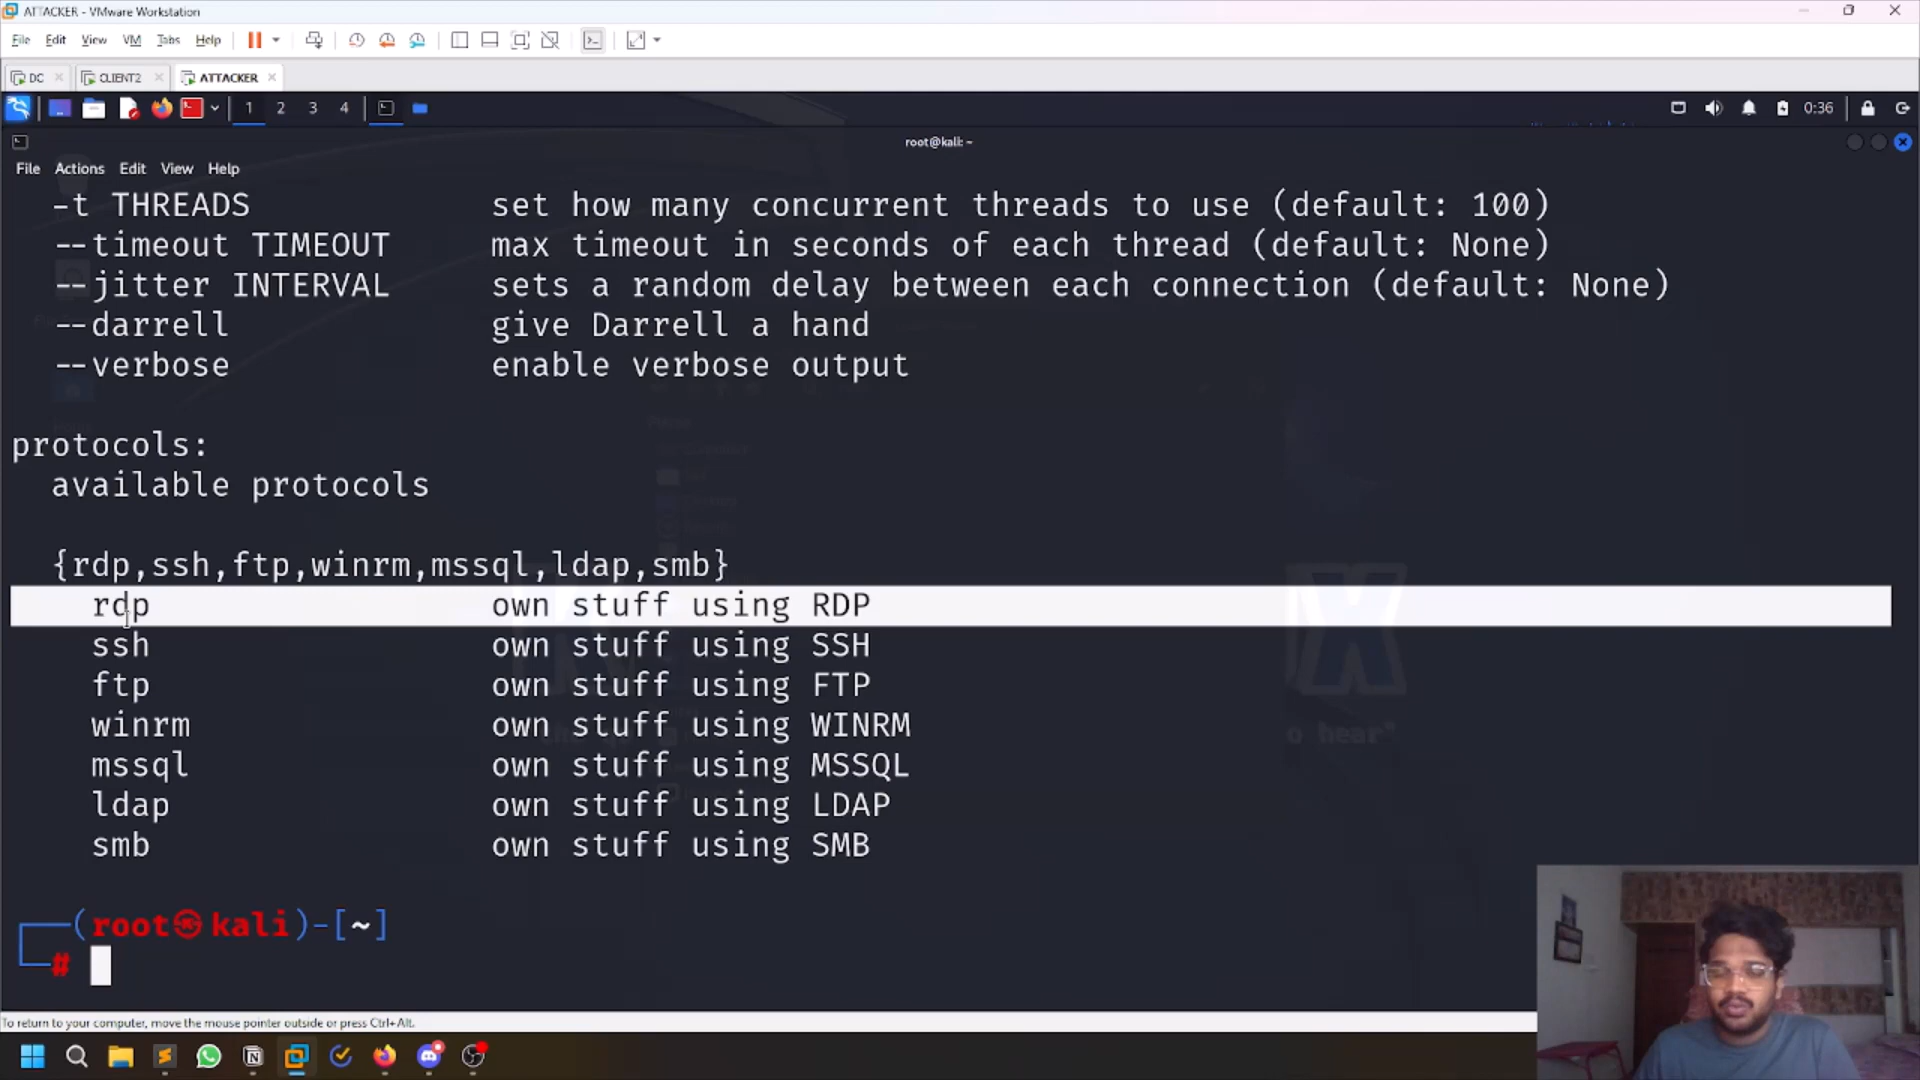 ATTACKER - VMware Workstation
File Edit View VM Tabs Help
DC CLIENT2 ATTACKER
1 2 3 4 0:36
root@kali: ~
File Actions Edit View Help
-t THREADS set how many concurrent threads to use (default: 100)
--timeout TIMEOUT max timeout in seconds of each thread (default: None)
--jitter INTERVAL sets a random delay between each connection (default: None)
--darrell give Darrell a hand
--verbose enable verbose output
protocols:
available protocols
{rdp,ssh,ftp,winrm,mssql,ldap,smb}
rdp own stuff using RDP
ssh own stuff using SSH
ftp own stuff using FTP
winrm own stuff using WINRM
mssql own stuff using MSSQL
ldap own stuff using LDAP
smb own stuff using SMB
o hear"
(root㉿kali)-[~]
#
To return to your computer, move the mouse pointer outside or press Ctrl+Alt.